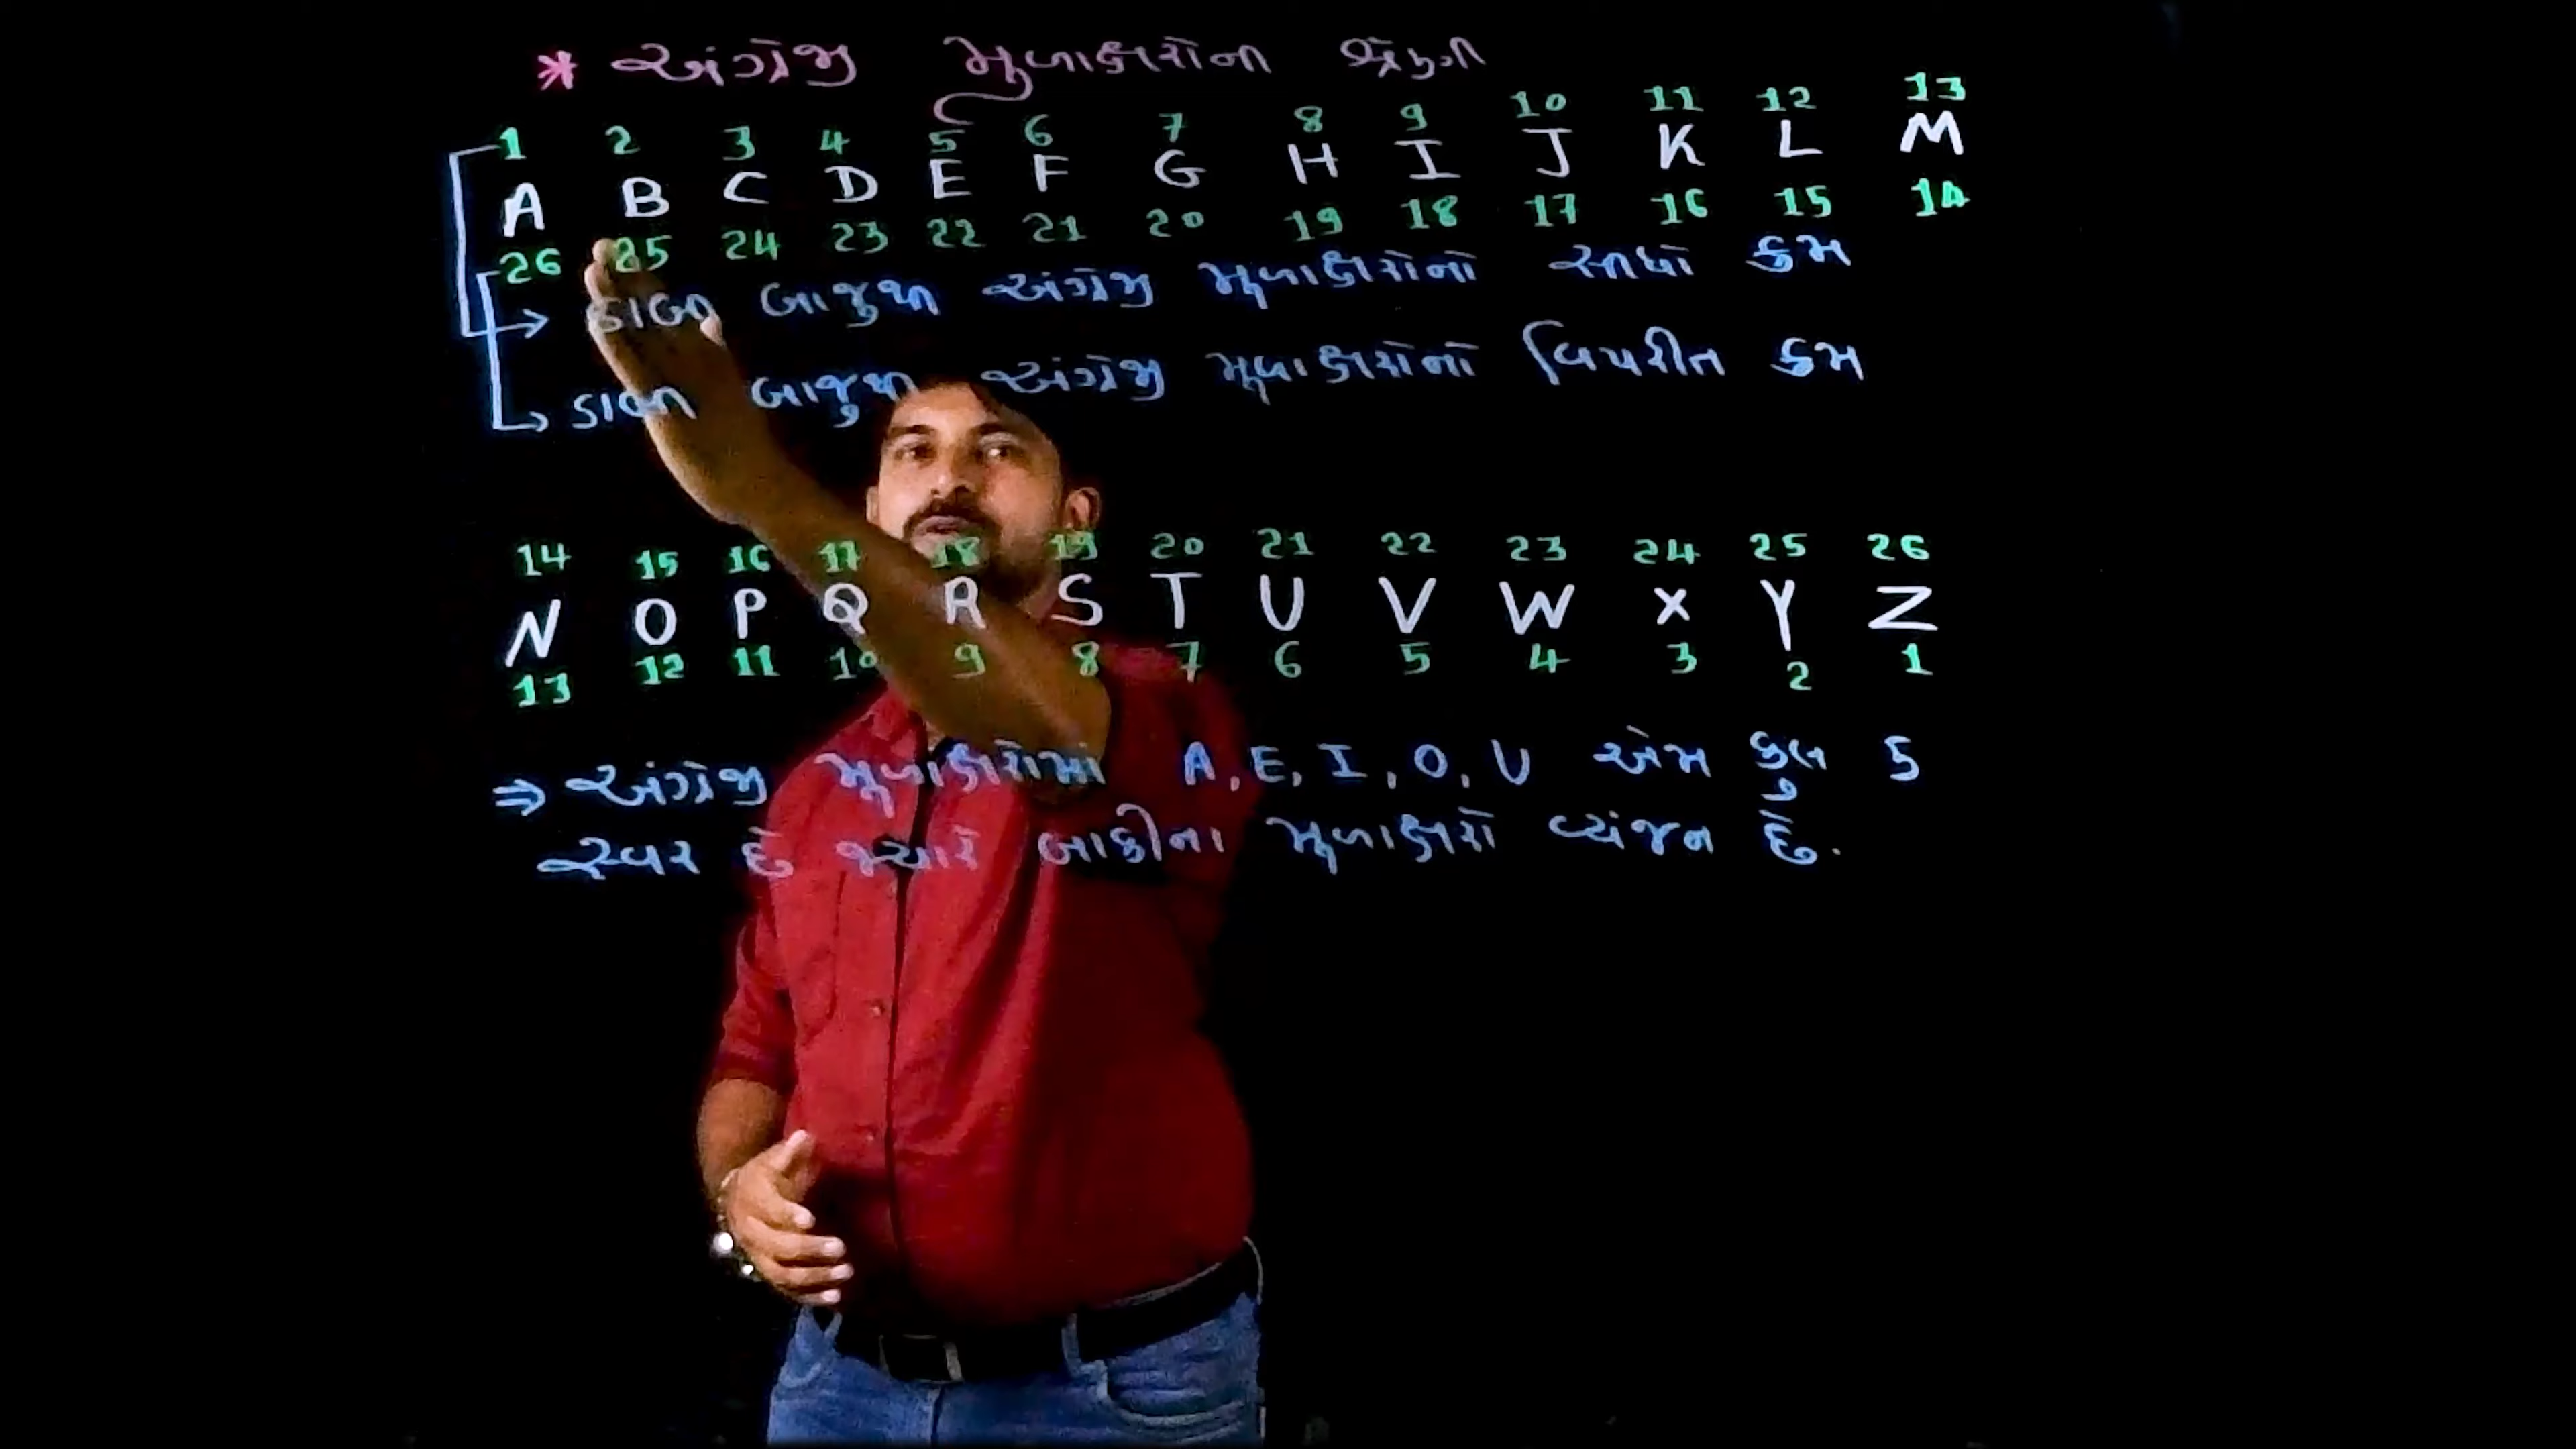 * અંગ્રેજી મુળાક્ષરોની શ્રેણી
1 2 3 4 5 6 7 8 9 10 11 12 13
A B C D E F G H I J K L M
26 25 24 23 22 21 20 19 18 17 16 15 14
→ ડાબી બાજુથી અંગ્રેજી મૂળાક્ષરોનો સીધો ક્રમ
→ ડાબી બાજુથી અંગ્રેજી મૂળાક્ષરોનો વિપરીત ક્રમ
14 15 16 17 18 19 20 21 22 23 24 25 26
N O P Q R S T U V W X Y Z
13 12 11 10 9 8 7 6 5 4 3 2 1
⇒ અંગ્રેજી મૂળાક્ષરોમાં A, E, I, O, U એમ કુલ 5
સ્વર છે જ્યારે બાકીના મૂળાક્ષરો વ્યંજન છે.